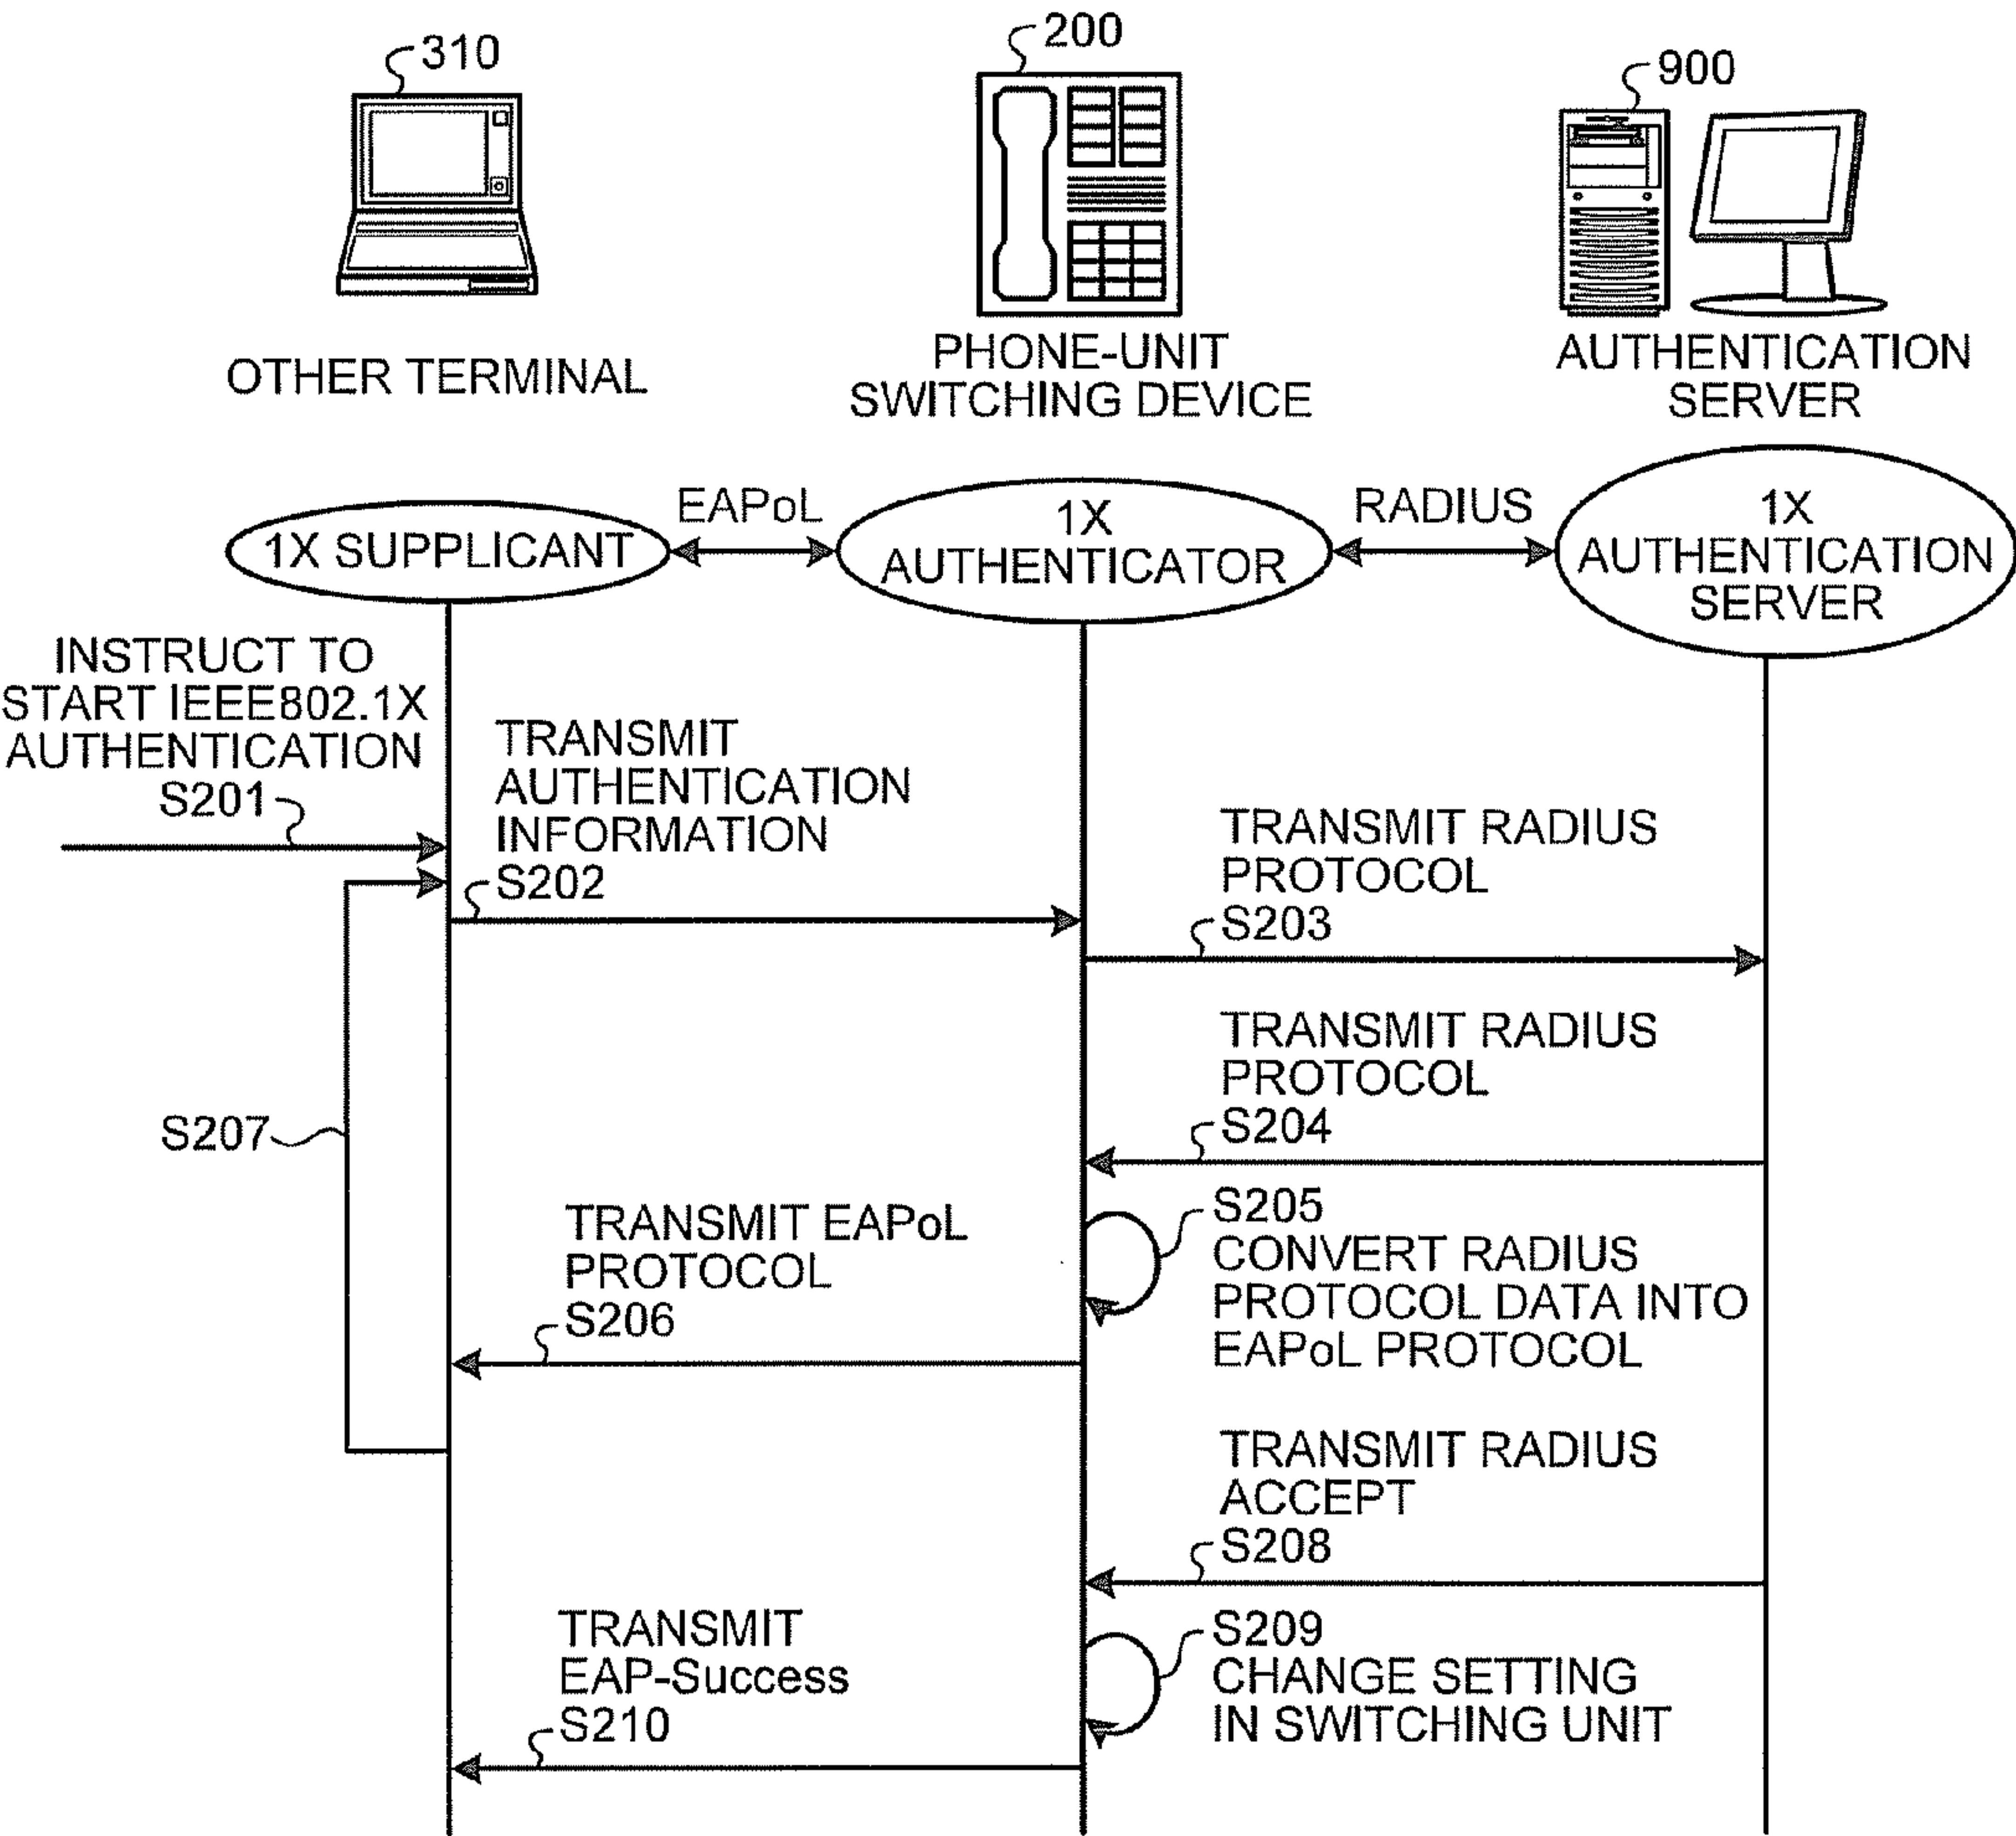 310
200
900
OTHER TERMINAL
PHONE-UNIT
SWITCHING DEVICE
AUTHENTICATION
SERVER
1X SUPPLICANT
EAPoL
1X
AUTHENTICATOR
RADIUS
1X
AUTHENTICATION
SERVER
INSTRUCT TO
START IEEE802.1X
AUTHENTICATION
S201
TRANSMIT
AUTHENTICATION
INFORMATION
S202
TRANSMIT RADIUS
PROTOCOL
S203
TRANSMIT RADIUS
PROTOCOL
S204
S207
S205
CONVERT RADIUS
PROTOCOL DATA INTO
EAPoL PROTOCOL
TRANSMIT EAPoL
PROTOCOL
S206
TRANSMIT RADIUS
ACCEPT
S208
S209
CHANGE SETTING
IN SWITCHING UNIT
TRANSMIT
EAP-Success
S210